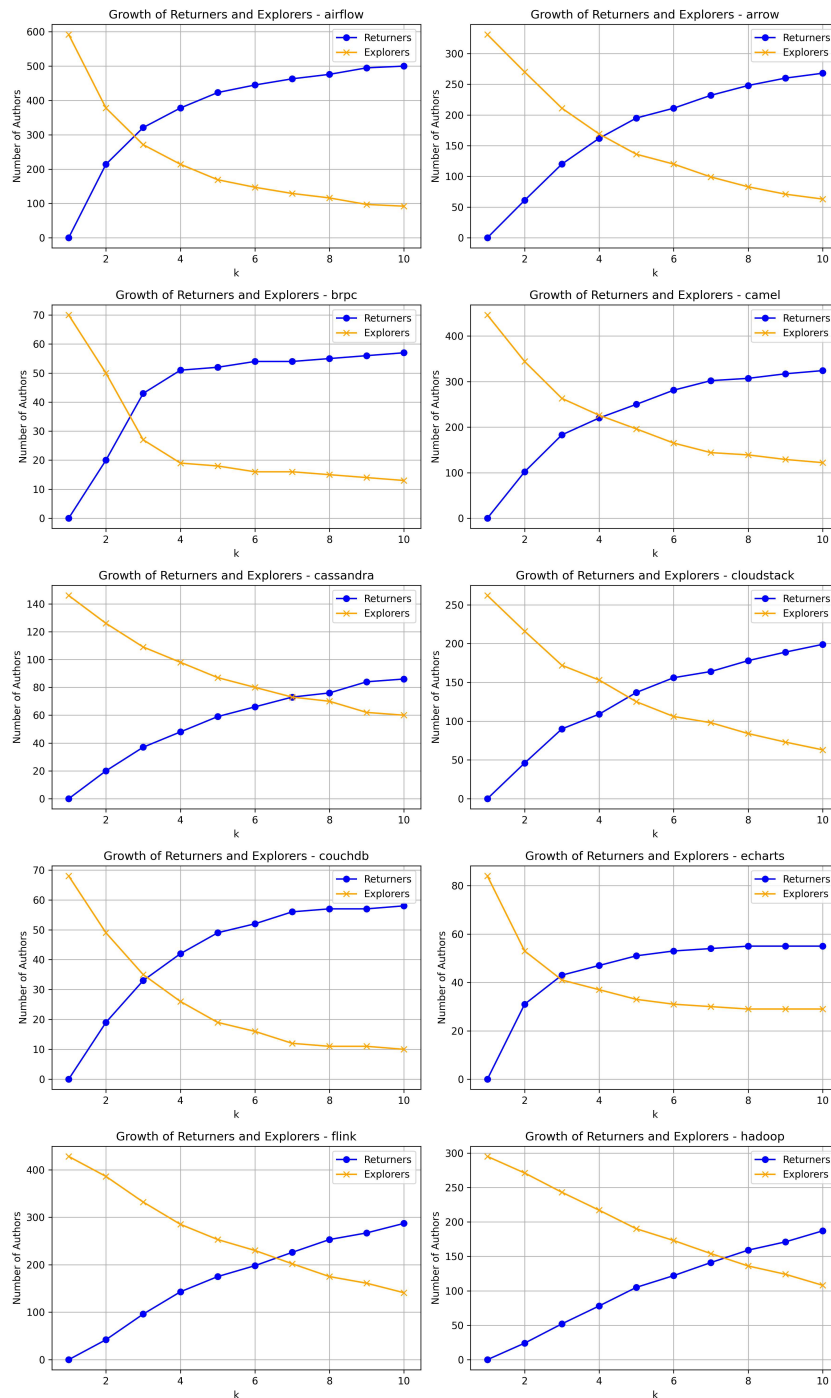 Growth of Returners and Explorers - airflow
600
500
400
300
200
100
0
Number of Authors
2
4
6
8
10
k
Returners
Explorers
Growth of Returners and Explorers - arrow
300
250
200
150
100
50
0
Number of Authors
2
4
6
8
10
k
Returners
Explorers
Growth of Returners and Explorers - brpc
70
60
50
40
30
20
10
0
Number of Authors
2
4
6
8
10
k
Returners
Explorers
Growth of Returners and Explorers - camel
400
300
200
100
0
Number of Authors
2
4
6
8
10
k
Returners
Explorers
Growth of Returners and Explorers - cassandra
140
120
100
80
60
40
20
0
Number of Authors
2
4
6
8
10
k
Returners
Explorers
Growth of Returners and Explorers - cloudstack
250
200
150
100
50
0
Number of Authors
2
4
6
8
10
k
Returners
Explorers
Growth of Returners and Explorers - couchdb
70
60
50
40
30
20
10
0
Number of Authors
2
4
6
8
10
k
Returners
Explorers
Growth of Returners and Explorers - echarts
80
60
40
20
0
Number of Authors
2
4
6
8
10
k
Returners
Explorers
Growth of Returners and Explorers - flink
400
300
200
100
0
Number of Authors
2
4
6
8
10
k
Returners
Explorers
Growth of Returners and Explorers - hadoop
300
250
200
150
100
50
0
Number of Authors
2
4
6
8
10
k
Returners
Explorers